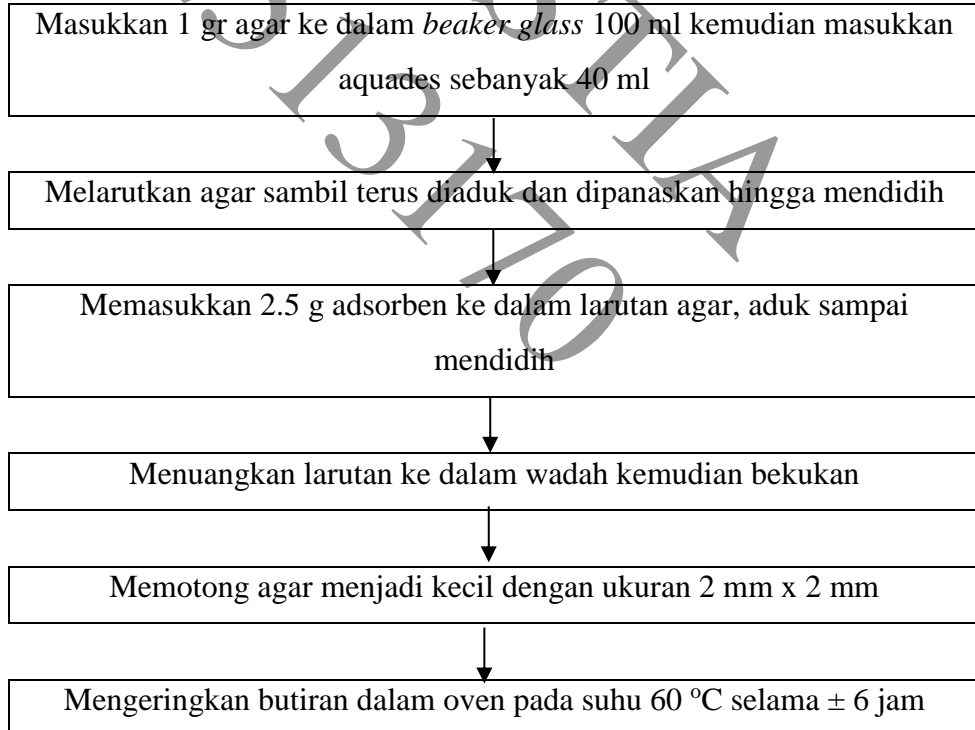 Masukkan 1 gr agar ke dalam beaker glass 100 ml kemudian masukkan
aquades sebanyak 40 ml
Melarutkan agar sambil terus diaduk dan dipanaskan hingga mendidih
Memasukkan 2.5 g adsorben ke dalam larutan agar, aduk sampai
mendidih
Menuangkan larutan ke dalam wadah kemudian bekukan
Memotong agar menjadi kecil dengan ukuran 2 mm x 2 mm
Mengeringkan butiran dalam oven pada suhu 60 °C selama ± 6 jam